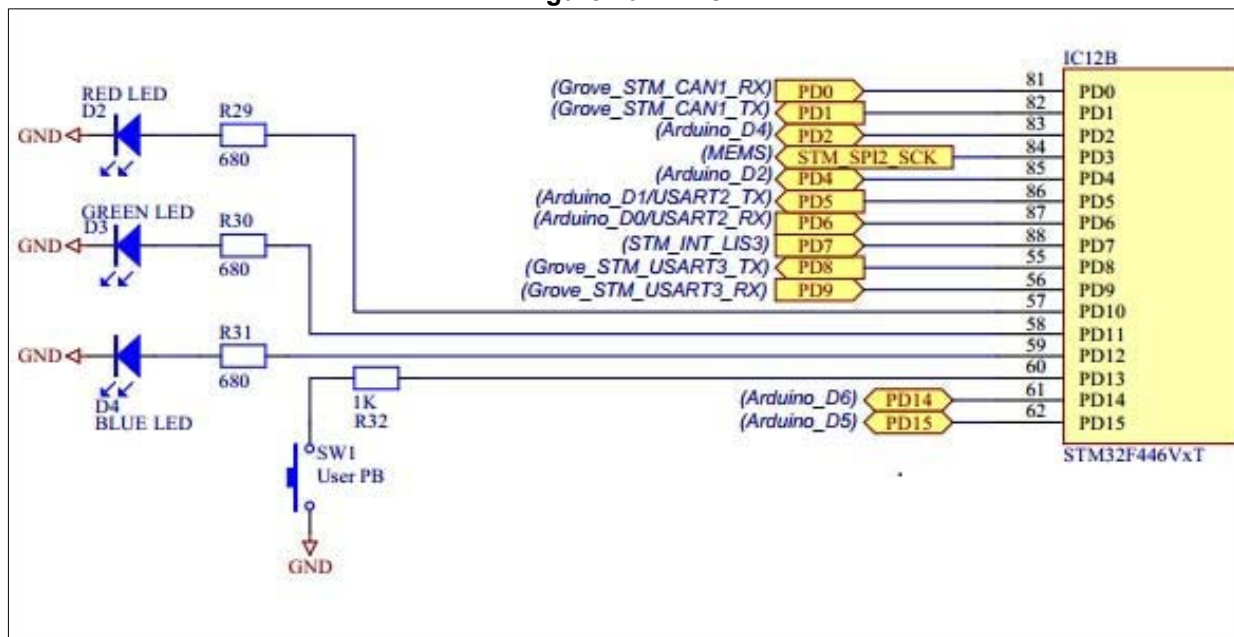 IC12B
RED LED
D2
R29
GND
680
GREEN LED
D3
R30
GND
680
R31
GND
680
D4
BLUE LED
1K
R32
SW1
User PB
GND
(Grove_STM_CAN1_RX) PD0 81 PD0
(Grove_STM_CAN1_TX) PD1 82 PD1
(Arduino_D4) PD2 83 PD2
(MEMS) STM_SPI2_SCK 84 PD3
(Arduino_D2) PD4 85 PD4
(Arduino_D1/USART2_TX) PD5 86 PD5
(Arduino_D0/USART2_RX) PD6 87 PD6
(STM_INT_LIS3) PD7 88 PD7
(Grove_STM_USART3_TX) PD8 55 PD8
(Grove_STM_USART3_RX) PD9 56 PD9
57 PD10
58 PD11
59 PD12
60 PD13
(Arduino_D6) PD14 61 PD14
(Arduino_D5) PD15 62 PD15
STM32F446VxT